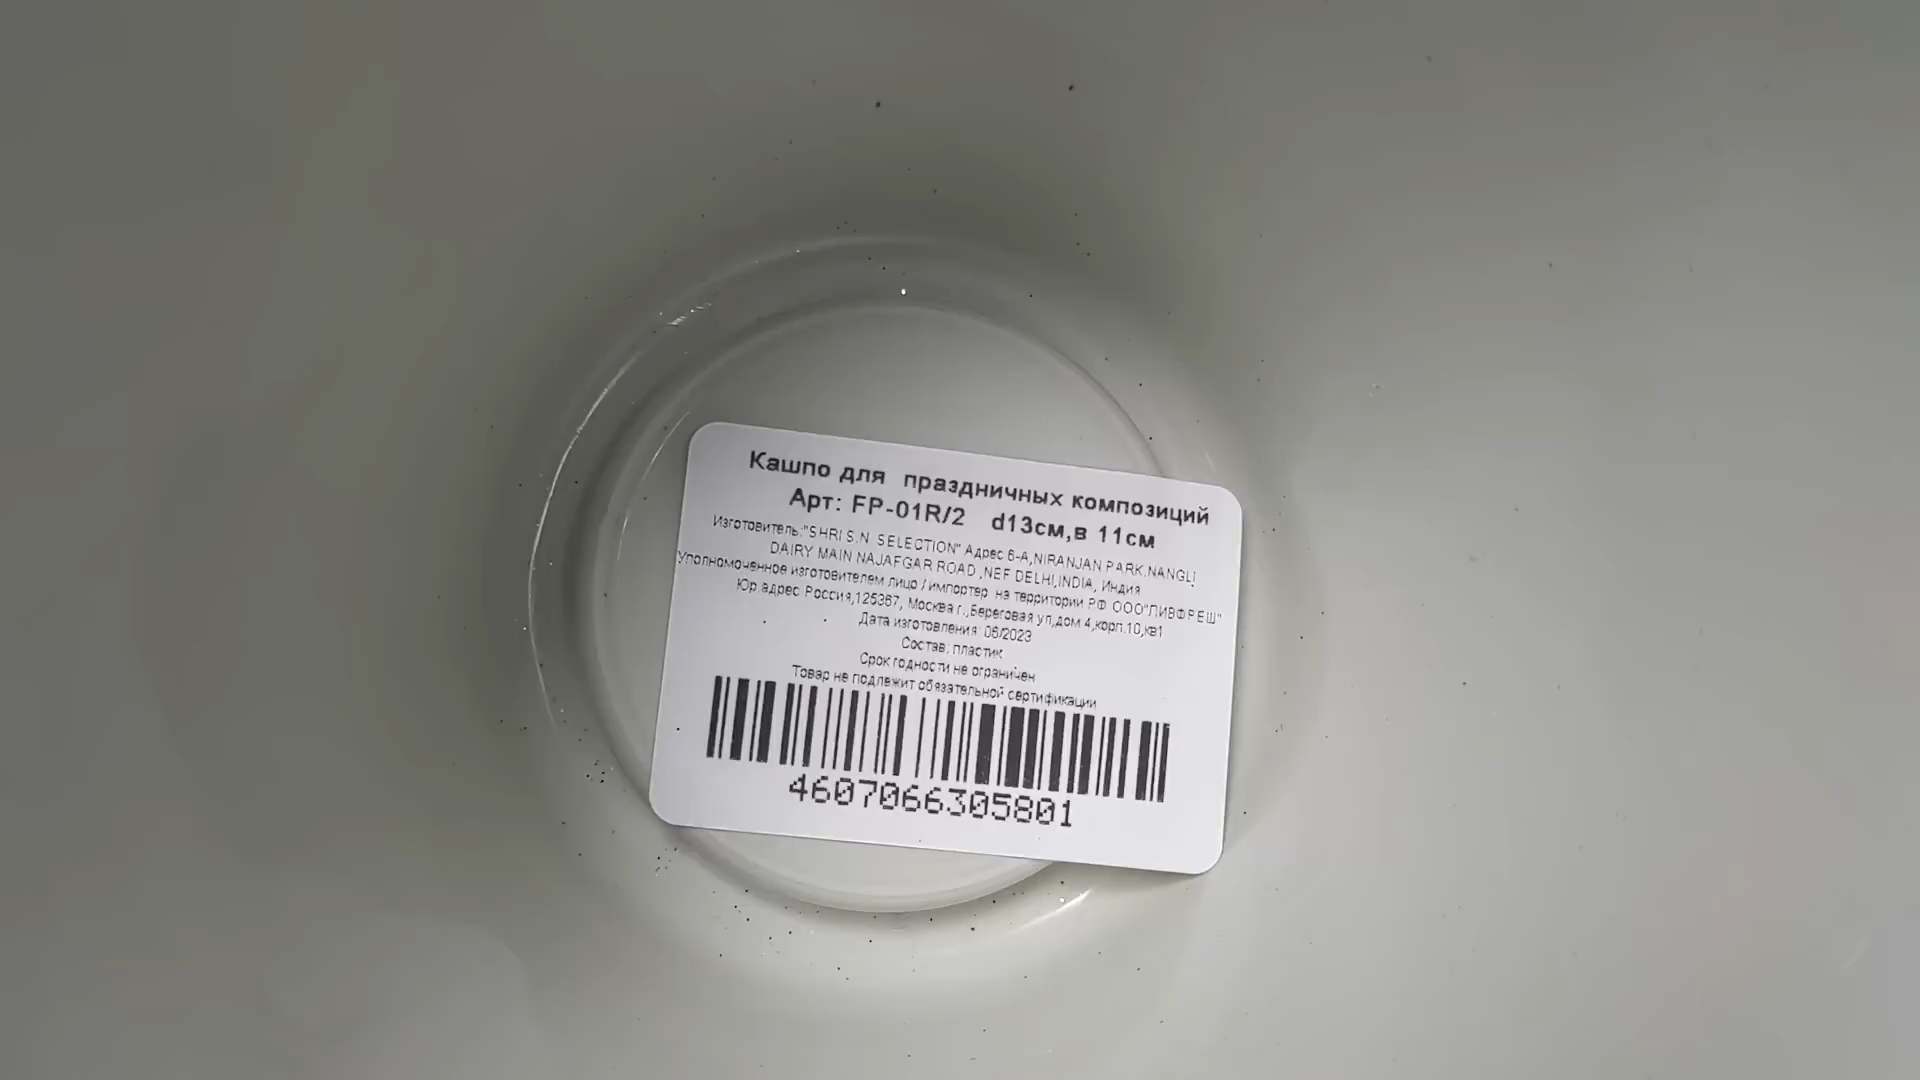 Кашпо для праздничных композиций
Арт: FP-01R/2 d13см,в 11см
Изготовитель:"SHRI S.N. SELECTION" Адрес 6-А,NIRANJAN PARK,NANGLI
DAIRY MAIN NAJAFGAR ROAD ,NEF DELHI,INDIA, Индия
Уполномоченное изготовителем лицо / импортер на территории РФ ООО"ЛИВФРЕШ"
Юр.адрес Россия,125367, Москва г.,Береговая ул,дом 4,корп.10,кв1
Дата изготовления: 06/2023
Состав: пластик
Срок годности не ограничен
Товар не подлежит обязательной сертификации
4607066305801